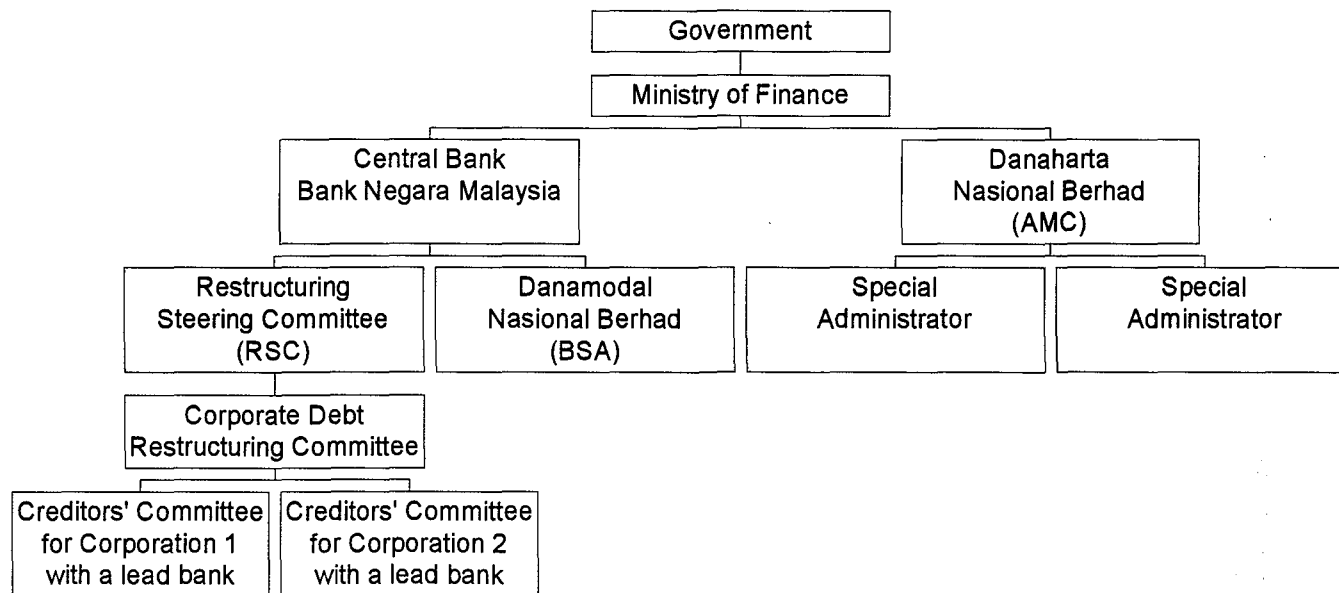 Government
Ministry of Finance
Central Bank
Bank Negara Malaysia
Danaharta
Nasional Berhad
(AMC)
Restructuring
Steering Committee
(RSC)
Danamodal
Nasional Berhad
(BSA)
Special
Administrator
Special
Administrator
Corporate Debt
Restructuring Committee
Creditors' Committee
for Corporation 1
with a lead bank
Creditors' Committee
for Corporation 2
with a lead bank